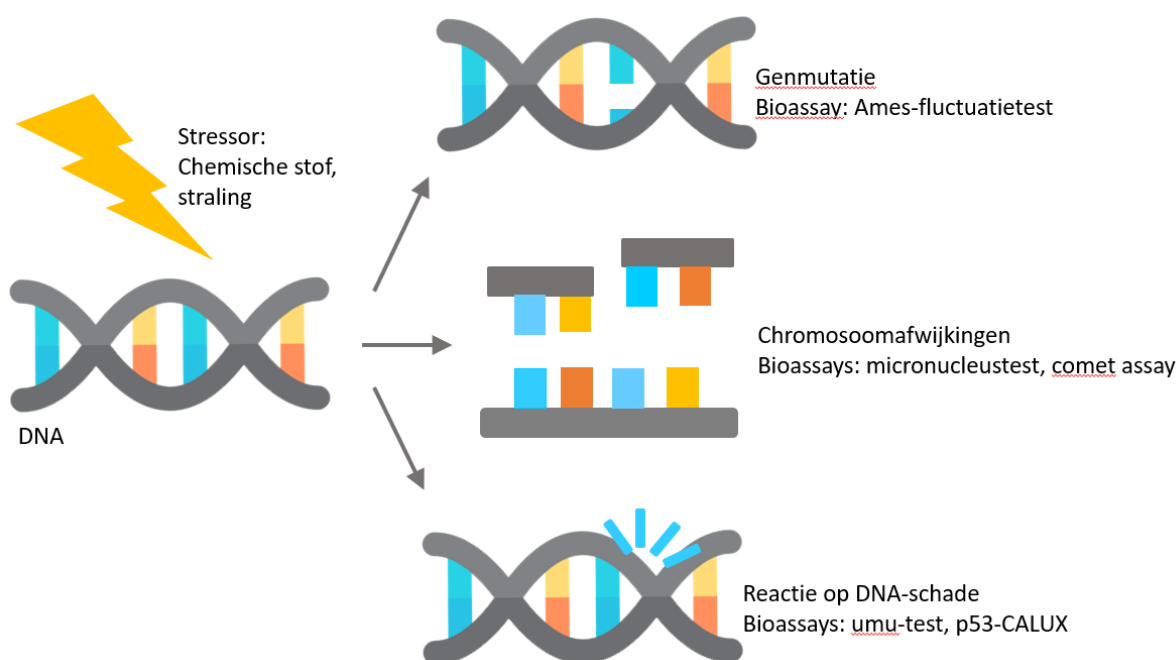 Stressor:
Chemische stof,
straling
DNA
Genmutatie
Bioassay: Ames-fluctuatietest
Chromosoomafwijkingen
Bioassays: micronucleustest, comet assay
Reactie op DNA-schade
Bioassays: umu-test, p53-CALUX